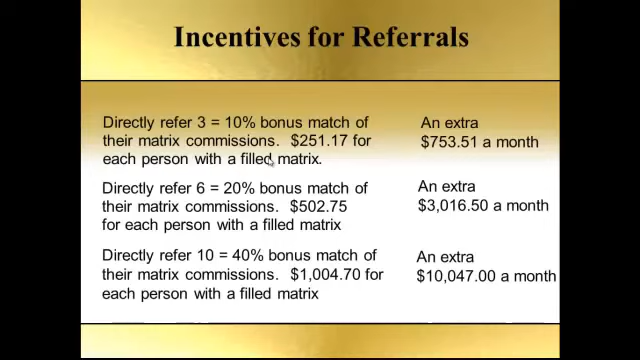 Incentives for Referrals
Directly refer 3 = 10% bonus match of
their matrix commissions.  $251.17 for
each person with a filled matrix.
An extra
$753.51 a month
Directly refer 6 = 20% bonus match of
their matrix commissions.  $502.75
for each person with a filled matrix
An extra
$3,016.50 a month
Directly refer 10 = 40% bonus match of
their matrix commissions.  $1,004.70 for
each person with a filled matrix
An extra
$10,047.00 a month